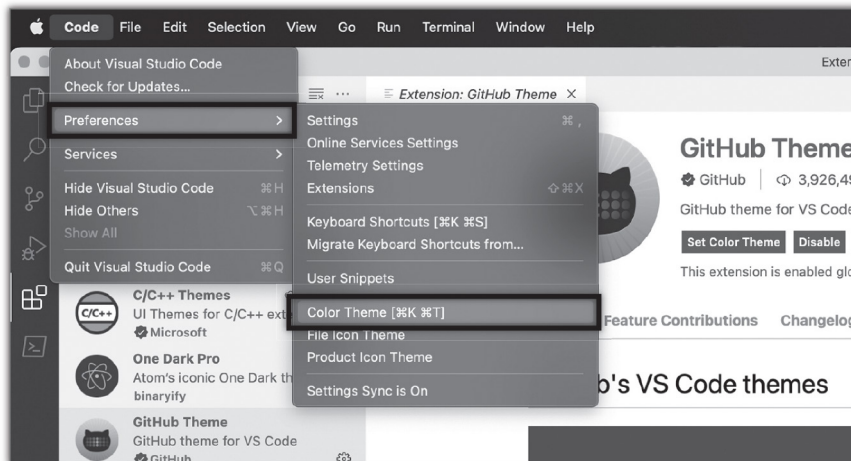 Code File Edit Selection View Go Run Terminal Window Help
About Visual Studio Code
Check for Updates...
Preferences >
Services >
Hide Visual Studio Code ⌘H
Hide Others ⌥⌘H
Show All
Quit Visual Studio Code ⌘Q
Settings ⌘ ,
Online Services Settings
Telemetry Settings
Extensions ⇧⌘X
Keyboard Shortcuts [⌘K ⌘S]
Migrate Keyboard Shortcuts from...
User Snippets
Color Theme [⌘K ⌘T]
File Icon Theme
Product Icon Theme
Settings Sync is On
Exten
Extension: GitHub Theme X
GitHub Theme
GitHub 3,926,49
GitHub theme for VS Code
Set Color Theme Disable
This extension is enabled glo
Feature Contributions Changelog
b's VS Code themes
C/C++
C/C++ Themes
UI Themes for C/C++ ext
Microsoft
One Dark Pro
Atom's iconic One Dark th
binaryify
GitHub Theme
GitHub theme for VS Code
GitHub